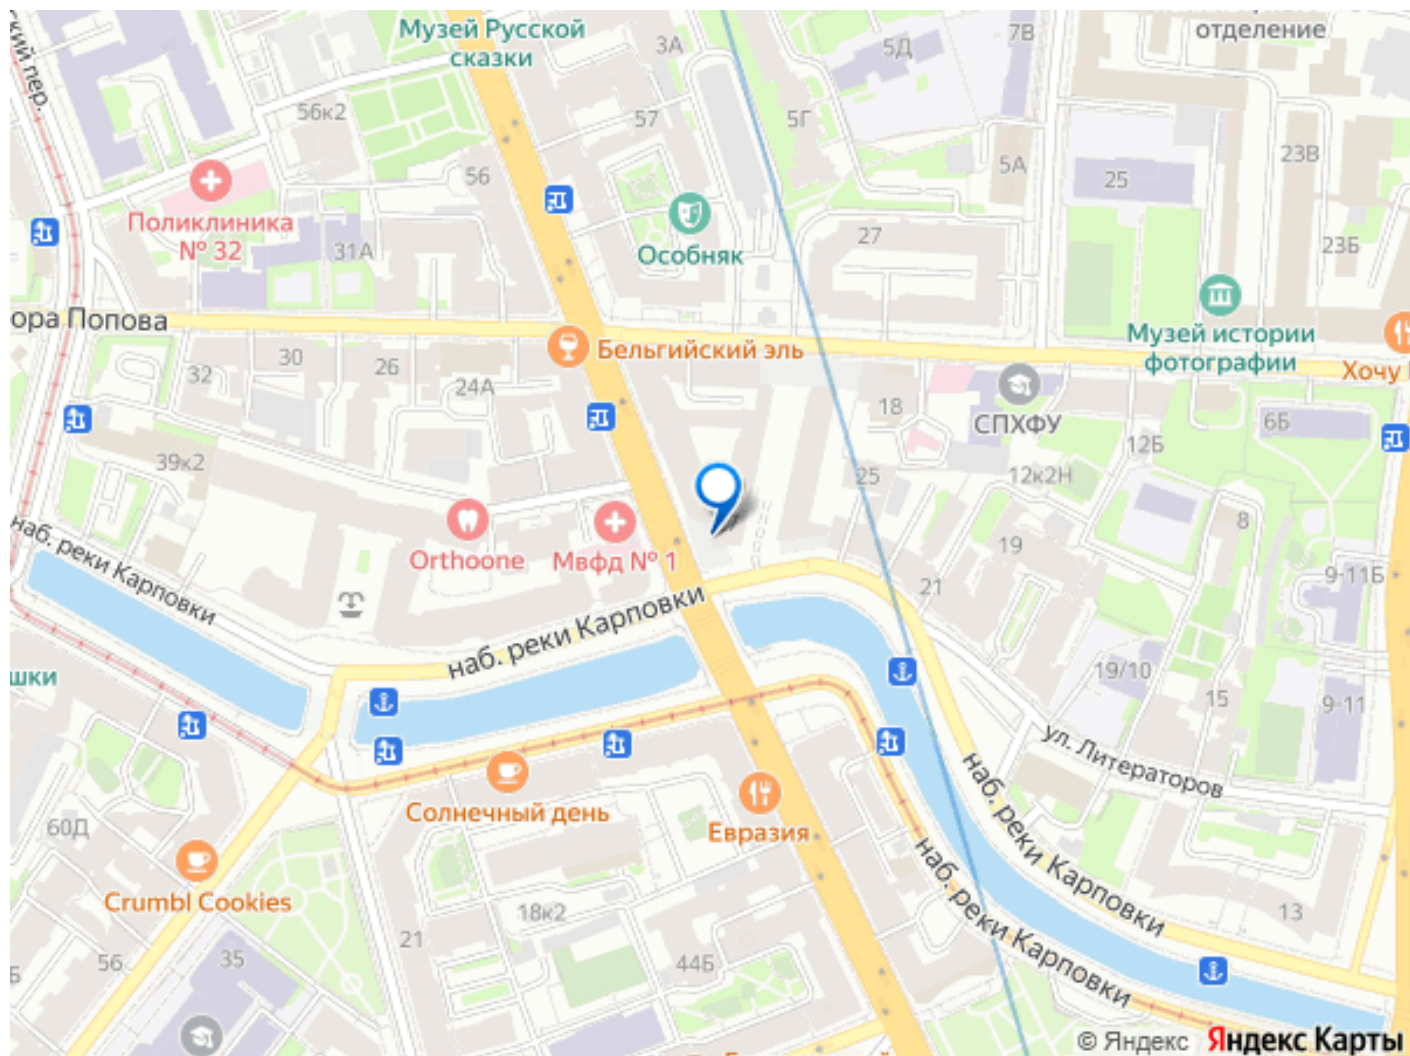 Музей Русской
сказки
3А
5Д
7В
отделение
ский пер.
56к2
57
5Г
5А
23В
25
56
Поликлиника
№ 32
31А
Особняк
27
23Б
ора Попова
Бельгийский эль
Музей истории
фотографии
Хочу
30
26
32
24А
18
СПХФУ
6Б
12Б
39к2
25
12к2Н
8
Orthoone
Мвфд № 1
19
21
9-11Б
наб. реки Карповки
наб. реки Карповки
шки
19/10
15
9-11
ул. Литераторов
наб. реки Карповки
Солнечный день
Евразия
60Д
наб. реки Карповки
Crumbl Cookies
18к2
13
21
44Б
56
35
Б
© Яндекс Яндекс Карты